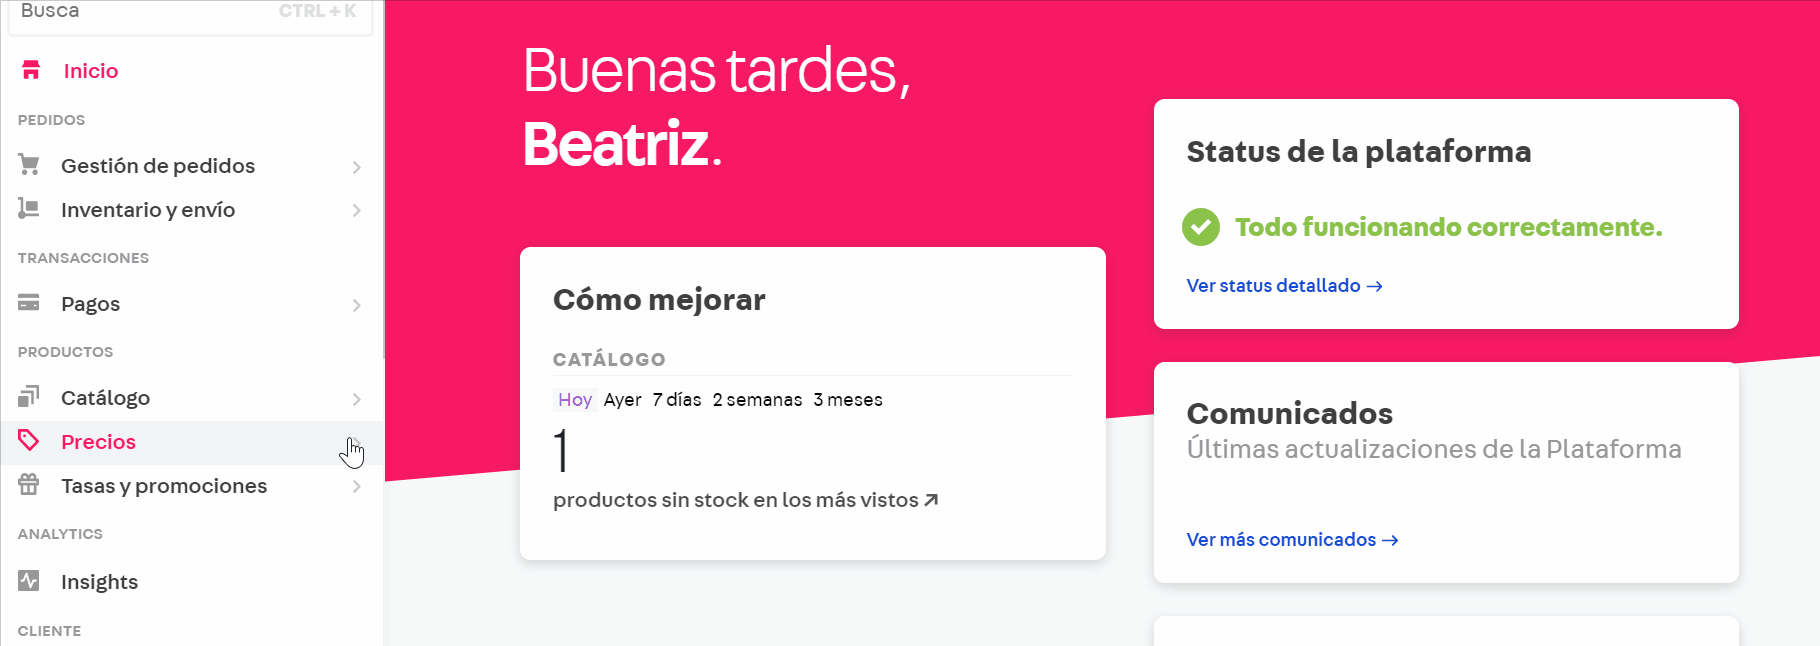 Busca CTRL + K
Inicio
PEDIDOS
Gestión de pedidos
Inventario y envío
TRANSACCIONES
Pagos
PRODUCTOS
Catálogo
Precios
Tasas y promociones
ANALYTICS
Insights
CLIENTE
Buenas tardes,
Beatriz.
Cómo mejorar
CATÁLOGO
Hoy Ayer 7 días 2 semanas 3 meses
1
productos sin stock en los más vistos
Status de la plataforma
Todo funcionando correctamente.
Ver status detallado →
Comunicados
Últimas actualizaciones de la Plataforma
Ver más comunicados →